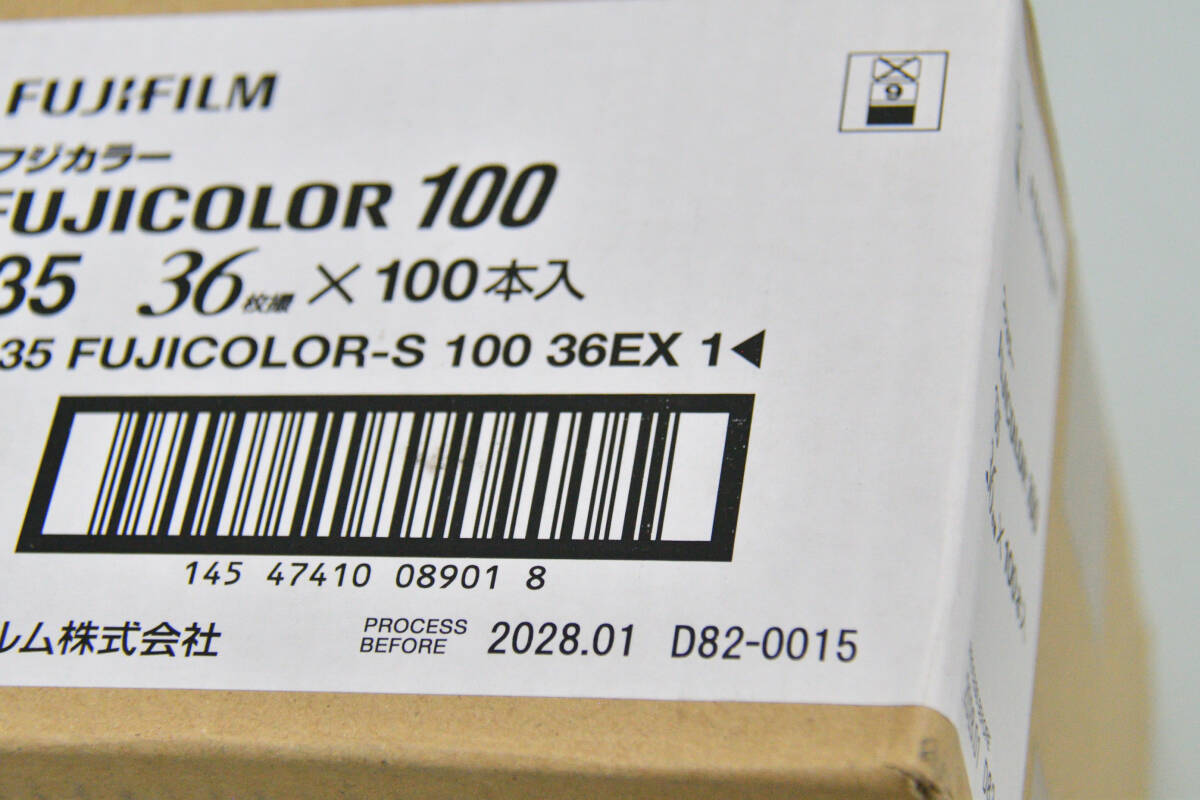 FUJIFILM
フジカラー
FUJICOLOR 100
35 36枚撮 × 100本入
35 FUJICOLOR-S 100 36EX 1◀
145 47410 08901 8
ルム株式会社
PROCESS BEFORE 2028.01 D82-0015
9